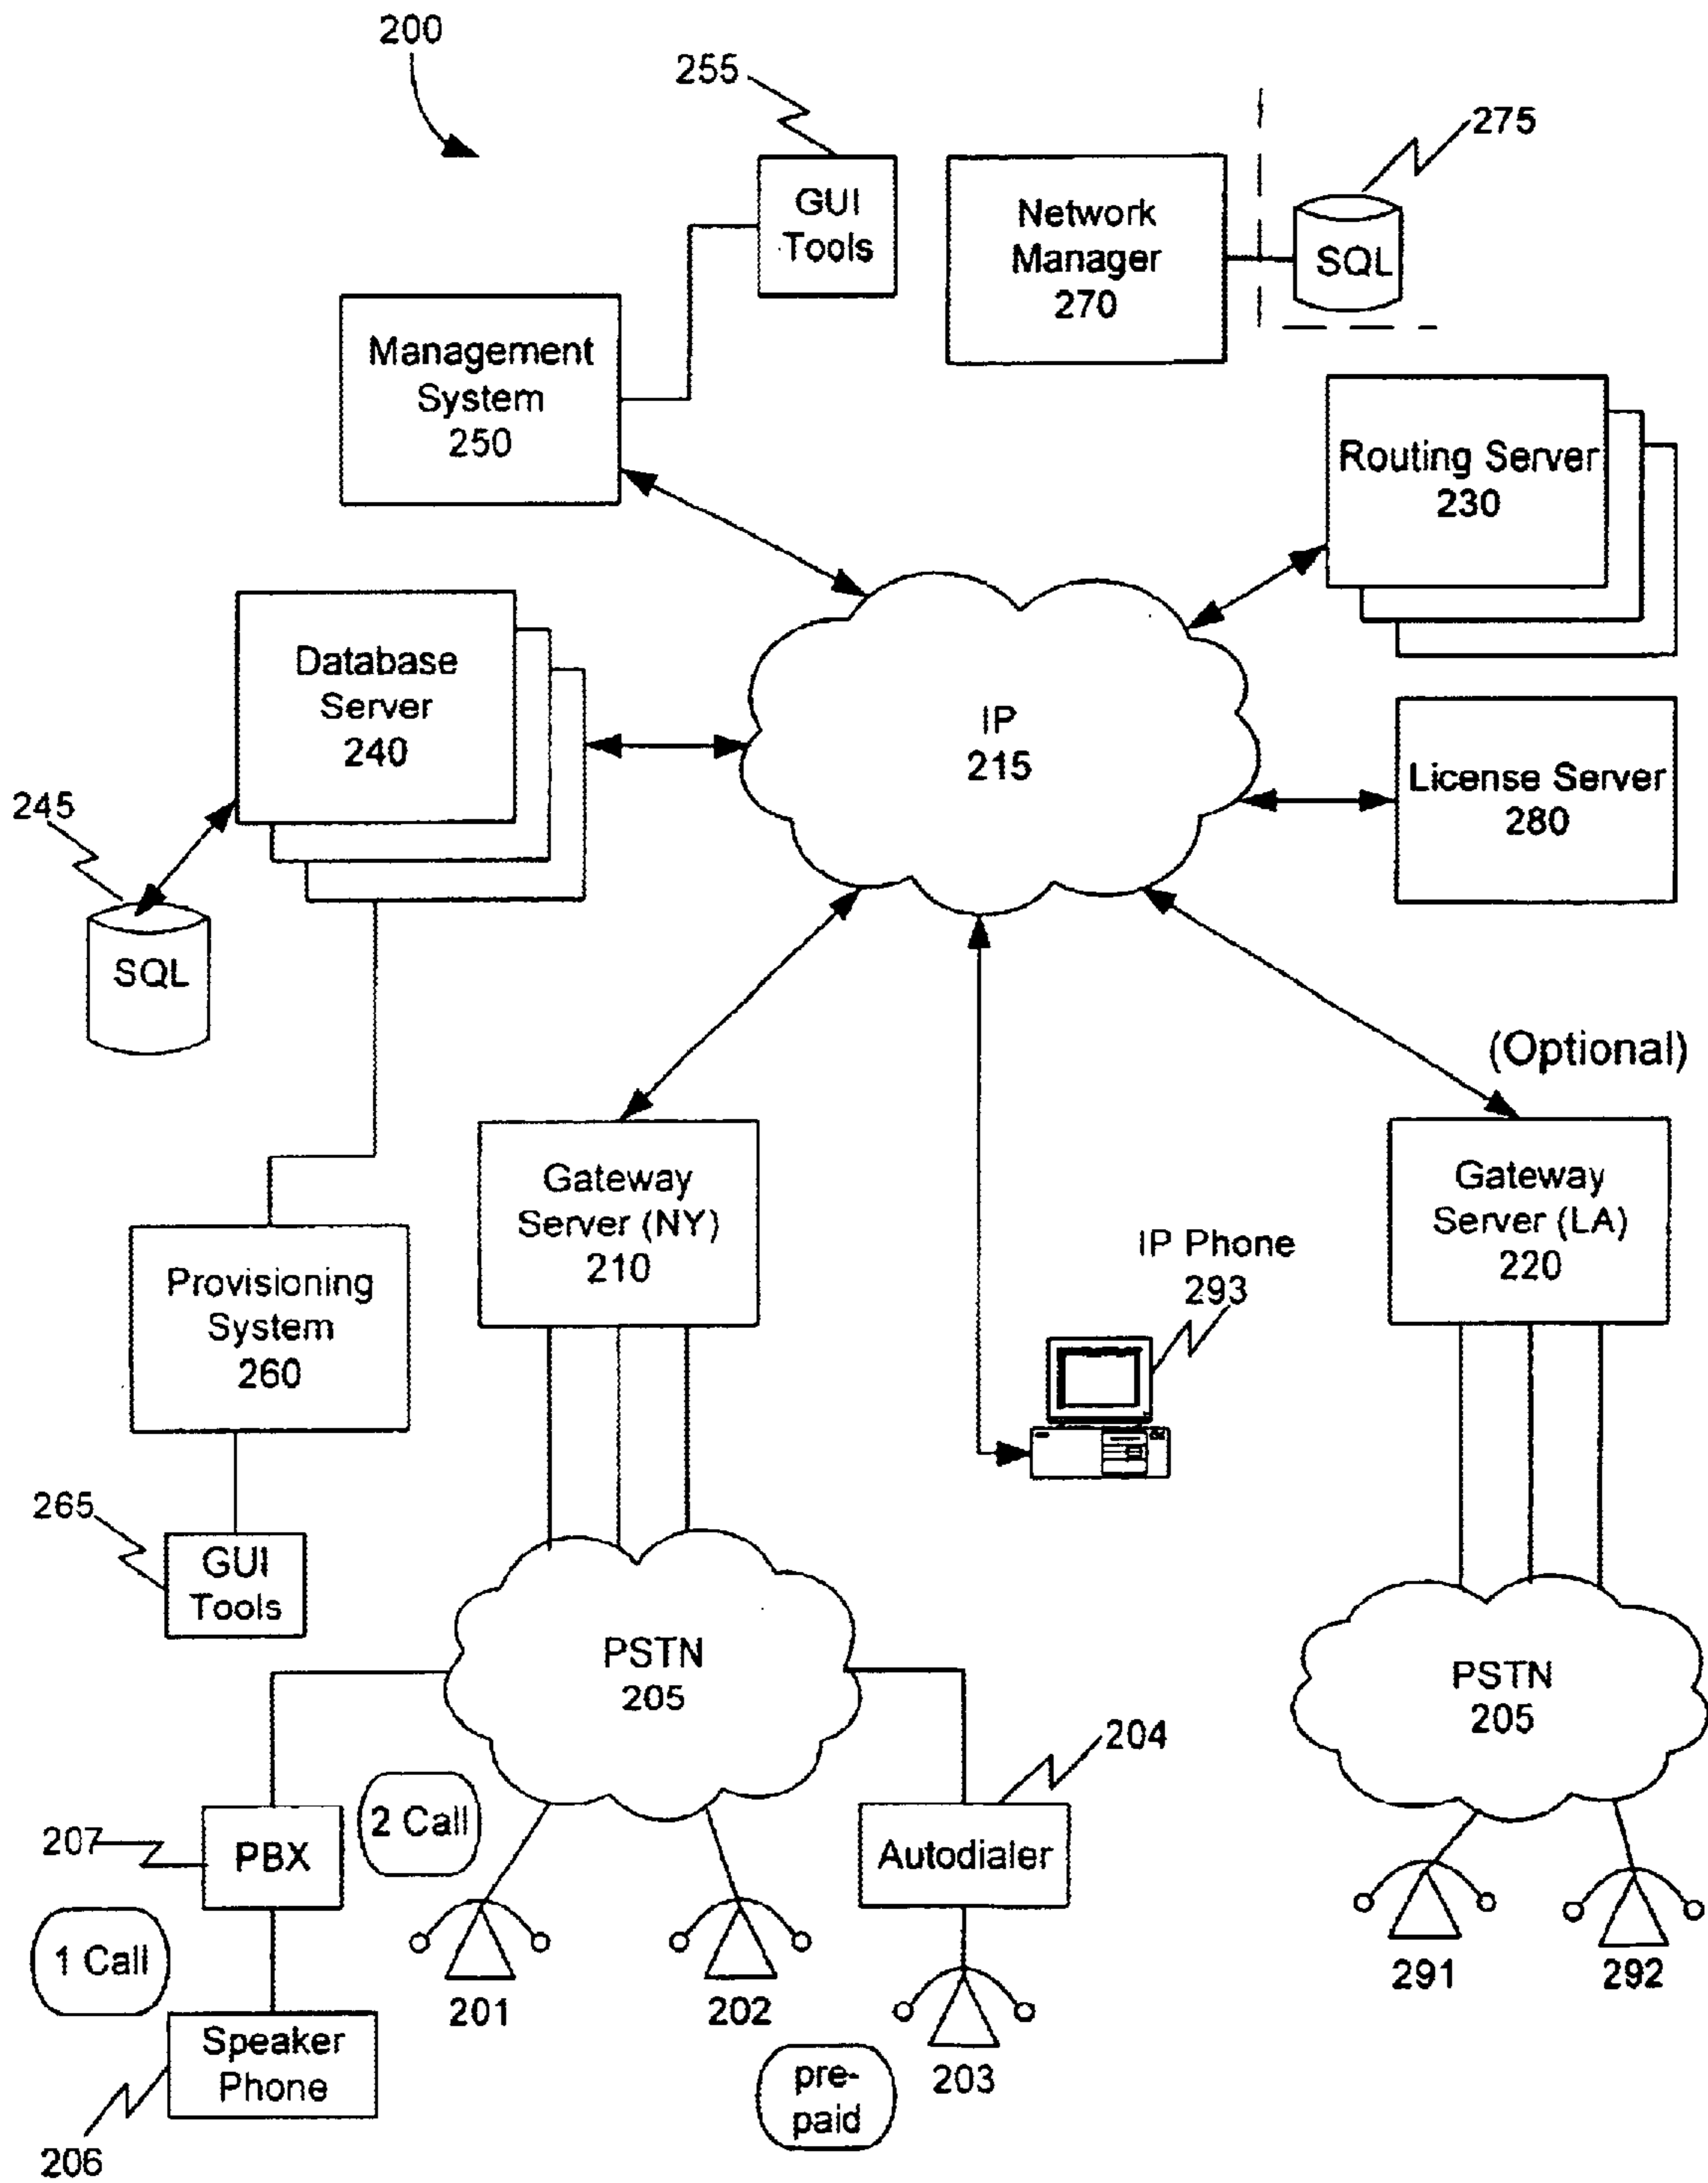 200
255
275
GUI
Tools
Network
Manager
270
SQL
Management
System
250
Routing Server
230
Database
Server
240
IP
215
License Server
280
245
SQL
(Optional)
Gateway
Server (NY)
210
Gateway
Server (LA)
220
IP Phone
293
Provisioning
System
260
265
GUI
Tools
PSTN
205
PSTN
205
204
2 Call
207
PBX
Autodialer
1 Call
201
202
291
292
Speaker
Phone
203
pre-
paid
206